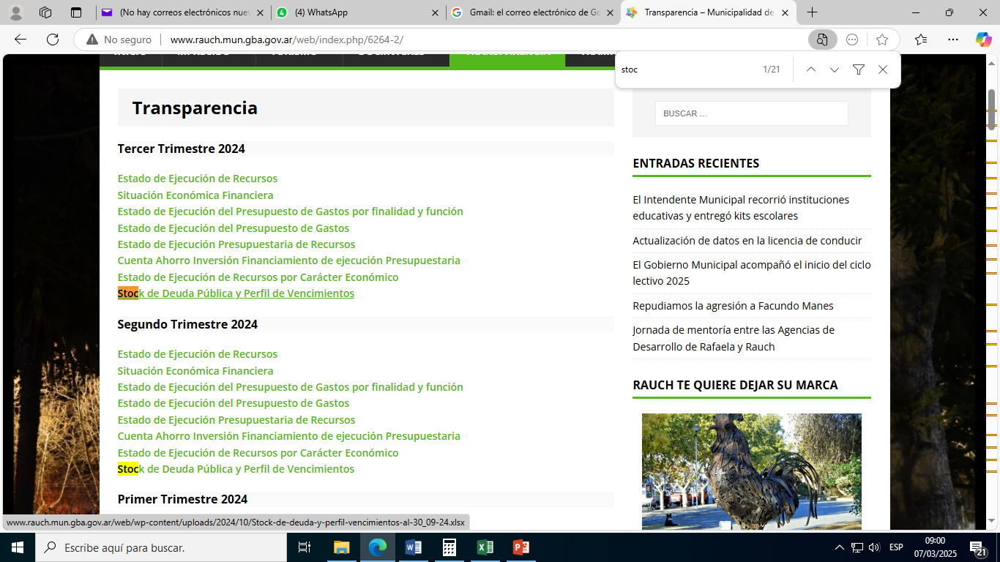 (No hay correos electrónicos nue
(4) WhatsApp
Gmail: el correo electrónico de Go
Transparencia – Municipalidad de
No seguro
www.rauch.mun.gba.gov.ar/web/index.php/6264-2/
stoc
1/21
Transparencia
BUSCAR ...
Tercer Trimestre 2024
Estado de Ejecución de Recursos
Situación Económica Financiera
Estado de Ejecución del Presupuesto de Gastos por finalidad y función
Estado de Ejecución del Presupuesto de Gastos
Estado de Ejecución Presupuestaria de Recursos
Cuenta Ahorro Inversión Financiamiento de ejecución Presupuestaria
Estado de Ejecución de Recursos por Carácter Económico
Stock de Deuda Pública y Perfil de Vencimientos
Segundo Trimestre 2024
Estado de Ejecución de Recursos
Situación Económica Financiera
Estado de Ejecución del Presupuesto de Gastos por finalidad y función
Estado de Ejecución del Presupuesto de Gastos
Estado de Ejecución Presupuestaria de Recursos
Cuenta Ahorro Inversión Financiamiento de ejecución Presupuestaria
Estado de Ejecución de Recursos por Carácter Económico
Stock de Deuda Pública y Perfil de Vencimientos
Primer Trimestre 2024
ENTRADAS RECIENTES
El Intendente Municipal recorrió instituciones
educativas y entregó kits escolares
Actualización de datos en la licencia de conducir
El Gobierno Municipal acompañó el inicio del ciclo
lectivo 2025
Repudiamos la agresión a Facundo Manes
Jornada de mentoría entre las Agencias de
Desarrollo de Rafaela y Rauch
RAUCH TE QUIERE DEJAR SU MARCA
www.rauch.mun.gba.gov.ar/web/wp-content/uploads/2024/10/Stock-de-deuda-y-perfil-vencimientos-al-30_09-24.xlsx
Escribe aquí para buscar.
ESP
09:00
07/03/2025
21